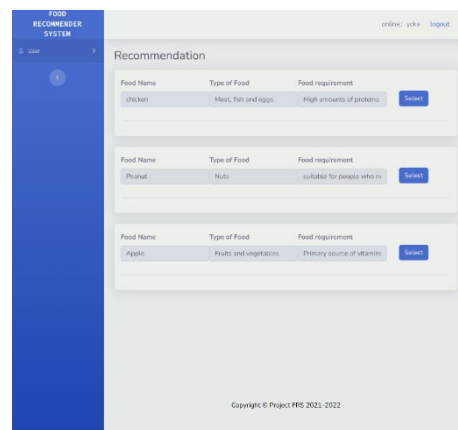 FOOD
RECOMMENDER
SYSTEM
online: ycke logout
User
Recommendation
Food Name Type of Food Food requirement
chicken Meat, fish and eggs High amounts of proteins Select
Food Name Type of Food Food requirement
Peanut Nuts suitable for people who n Select
Food Name Type of Food Food requirement
Apple Fruits and vegetables Primary source of vitamins Select
Copyright © Project FRS 2021-2022